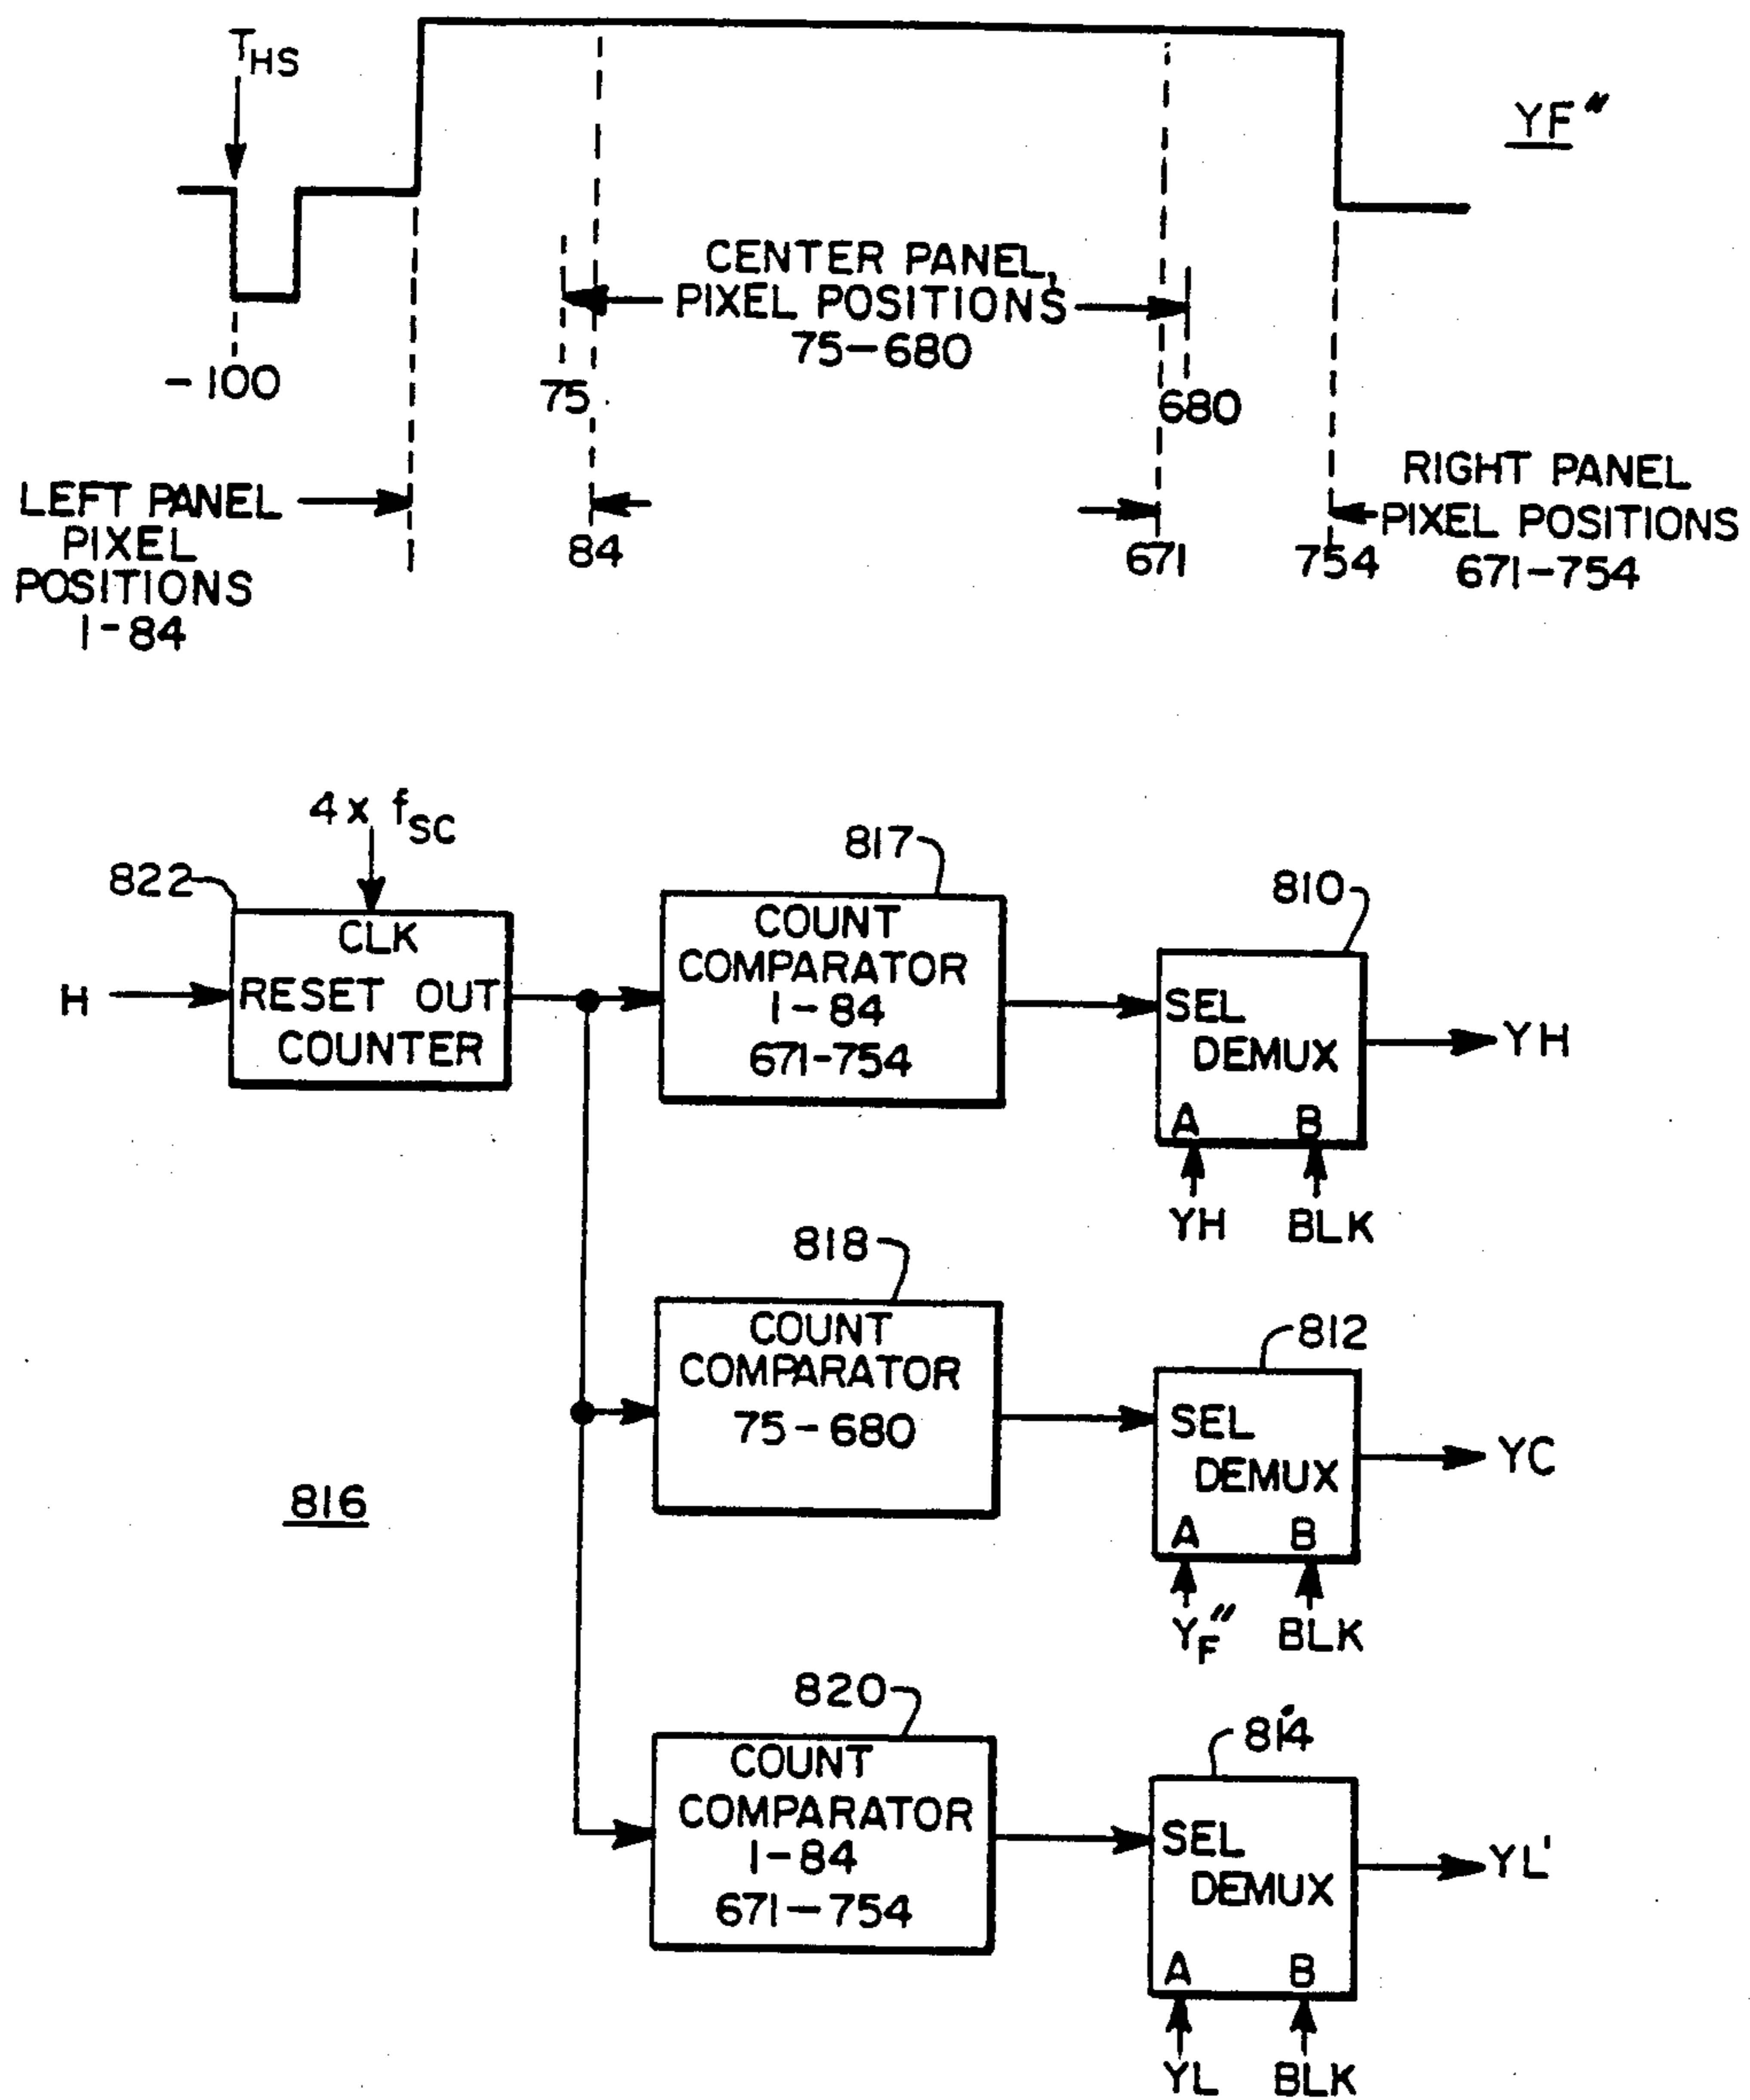 T_HS
YF"
CENTER PANEL,
PIXEL POSITIONS
75-680
-100
75
680
LEFT PANEL
PIXEL
POSITIONS
1-84
84
671
754
RIGHT PANEL
PIXEL POSITIONS
671-754
4 x f_SC
822
CLK
H
RESET OUT
COUNTER
817
COUNT
COMPARATOR
1-84
671-754
810
SEL
DEMUX
A B
YH
YH BLK
818
COUNT
COMPARATOR
75-680
812
SEL
DEMUX
A B
YC
Y_F" BLK
816
820
COUNT
COMPARATOR
1-84
671-754
814
SEL
DEMUX
A B
YL'
YL BLK